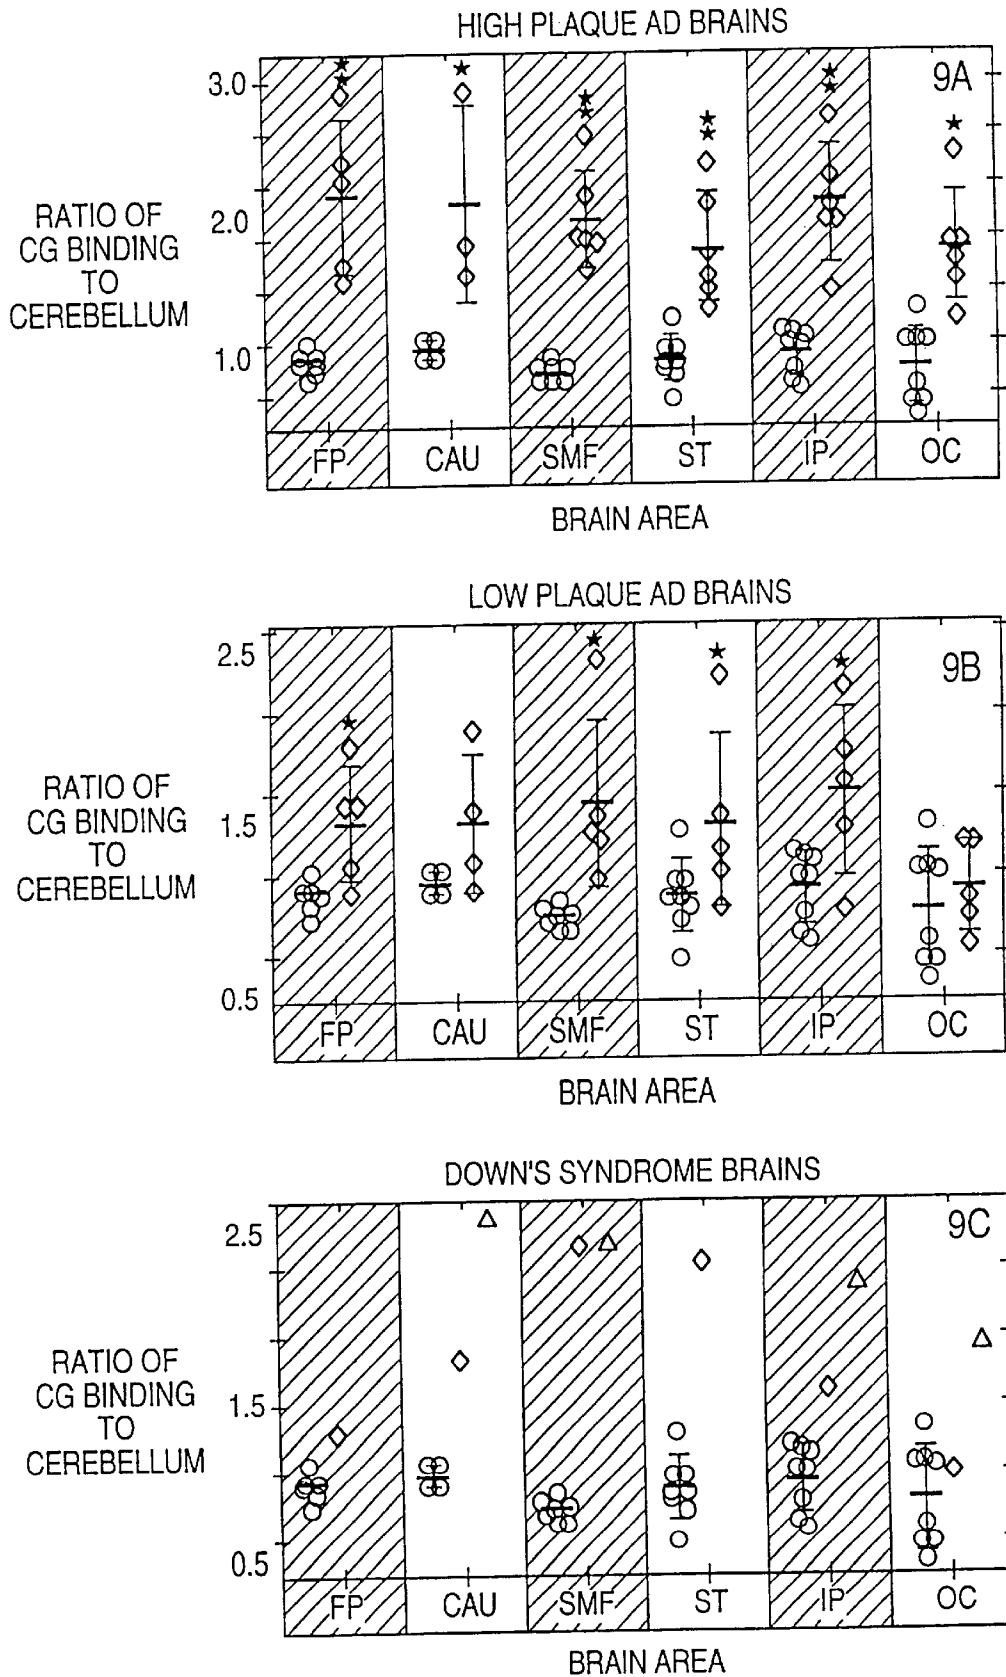 HIGH PLAQUE AD BRAINS
9A
3.0
2.0
1.0
RATIO OF
CG BINDING
TO
CEREBELLUM
FP CAU SMF ST IP OC
BRAIN AREA
LOW PLAQUE AD BRAINS
9B
2.5
1.5
0.5
RATIO OF
CG BINDING
TO
CEREBELLUM
FP CAU SMF ST IP OC
BRAIN AREA
DOWN'S SYNDROME BRAINS
9C
2.5
1.5
0.5
RATIO OF
CG BINDING
TO
CEREBELLUM
FP CAU SMF ST IP OC
BRAIN AREA